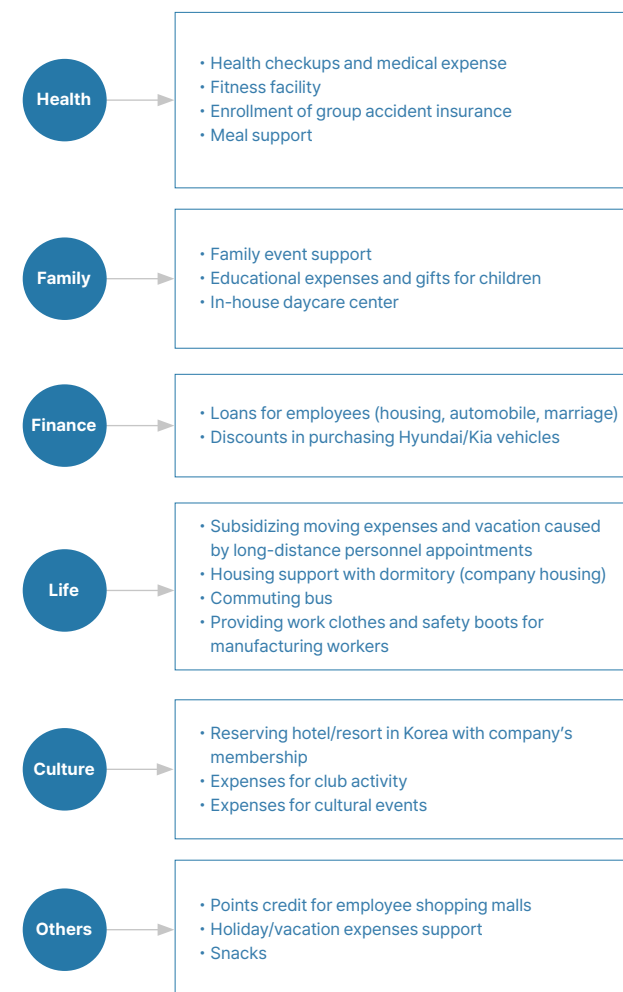 Health
• Health checkups and medical expense
• Fitness facility
• Enrollment of group accident insurance
• Meal support
Family
• Family event support
• Educational expenses and gifts for children
• In-house daycare center
Finance
• Loans for employees (housing, automobile, marriage)
• Discounts in purchasing Hyundai/Kia vehicles
Life
• Subsidizing moving expenses and vacation caused
by long-distance personnel appointments
• Housing support with dormitory (company housing)
• Commuting bus
• Providing work clothes and safety boots for
manufacturing workers
Culture
• Reserving hotel/resort in Korea with company’s
membership
• Expenses for club activity
• Expenses for cultural events
Others
• Points credit for employee shopping malls
• Holiday/vacation expenses support
• Snacks